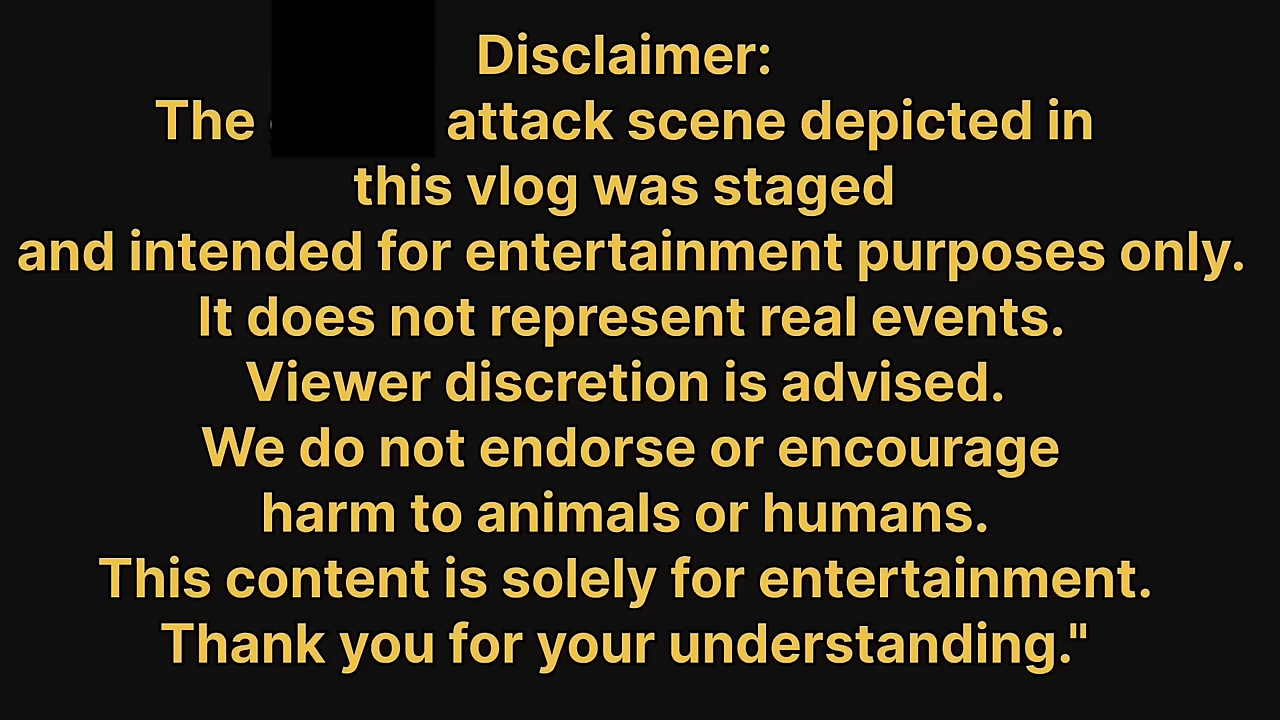 Disclaimer:
The attack scene depicted in
this vlog was staged
and intended for entertainment purposes only.
It does not represent real events.
Viewer discretion is advised.
We do not endorse or encourage
harm to animals or humans.
This content is solely for entertainment.
Thank you for your understanding."